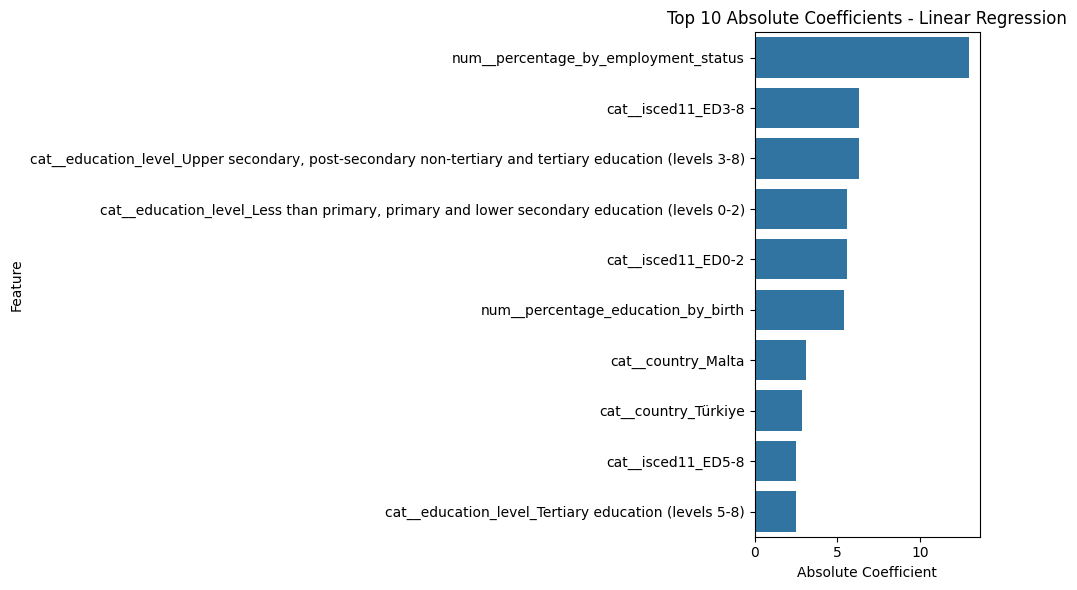 Top 10 Absolute Coefficients - Linear Regression
num__percentage_by_employment_status
cat__isced11_ED3-8
cat__education_level_Upper secondary, post-secondary non-tertiary and tertiary education (levels 3-8)
cat__education_level_Less than primary, primary and lower secondary education (levels 0-2)
cat__isced11_ED0-2
num__percentage_education_by_birth
cat__country_Malta
cat__country_Türkiye
cat__isced11_ED5-8
cat__education_level_Tertiary education (levels 5-8)
Feature
0 5 10
Absolute Coefficient